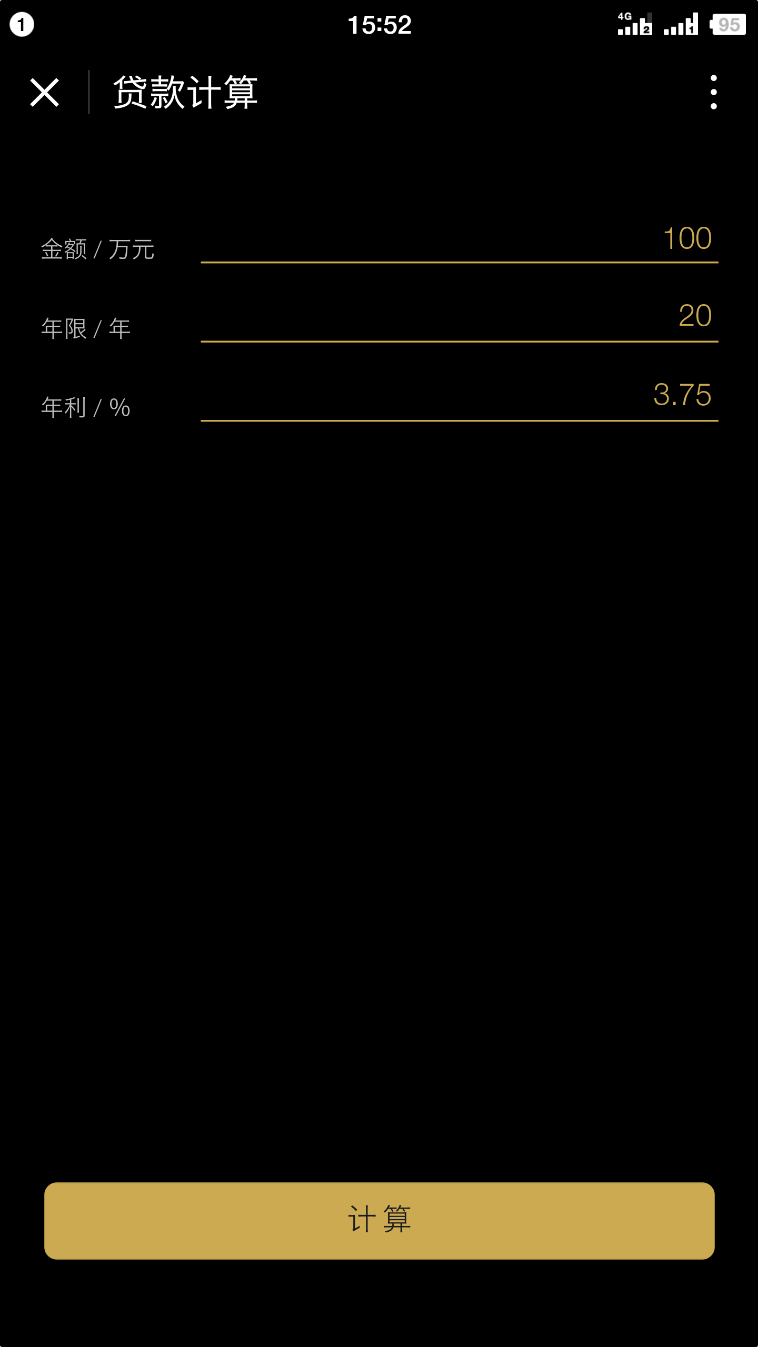 1 15:52 4G 2 1 95
贷款计算
金额 / 万元 100
年限 / 年 20
年利 / % 3.75
计算